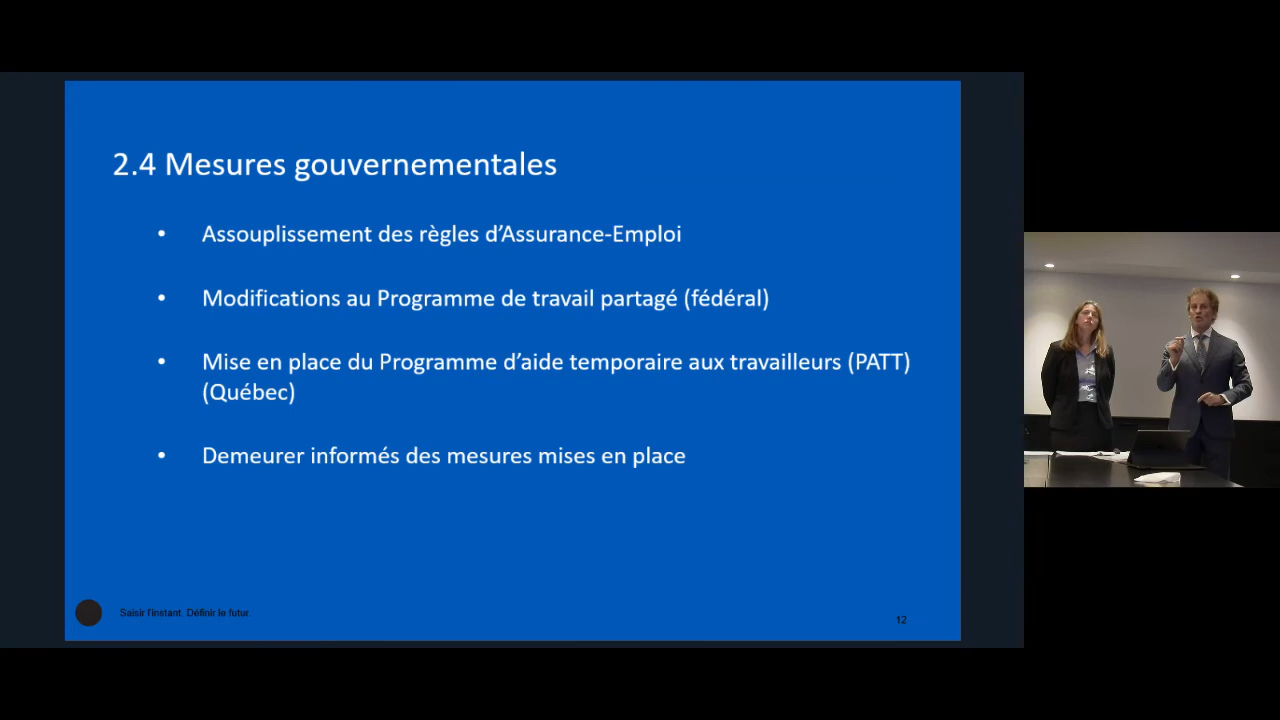 2.4 Mesures gouvernementales
• Assouplissement des règles d’Assurance-Emploi
• Modifications au Programme de travail partagé (fédéral)
• Mise en place du Programme d’aide temporaire aux travailleurs (PATT)
(Québec)
• Demeurer informés des mesures mises en place
Saisir l'instant. Définir le futur.
12